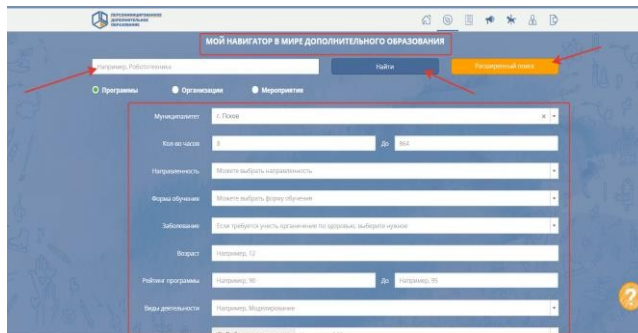 ПЕРСОНИФИЦИРОВАННОЕ
ДОПОЛНИТЕЛЬНОЕ
ОБРАЗОВАНИЕ
МОЙ НАВИГАТОР В МИРЕ ДОПОЛНИТЕЛЬНОГО ОБРАЗОВАНИЯ
Например, Робототехника
Найти
Расширенный поиск
Программы
Организации
Мероприятия
Муниципалитет г. Псков x
Кол-во часов До 864
Направленность Можете выбрать направленность
Форма обучения Можете выбрать форму обучения
Заболевание Если требуется учесть ограничение по здоровью, выберите нужное
Возраст Например, 12
Рейтинг программы Например, 90 До Например, 95
Виды деятельности Например, Моделирование
?